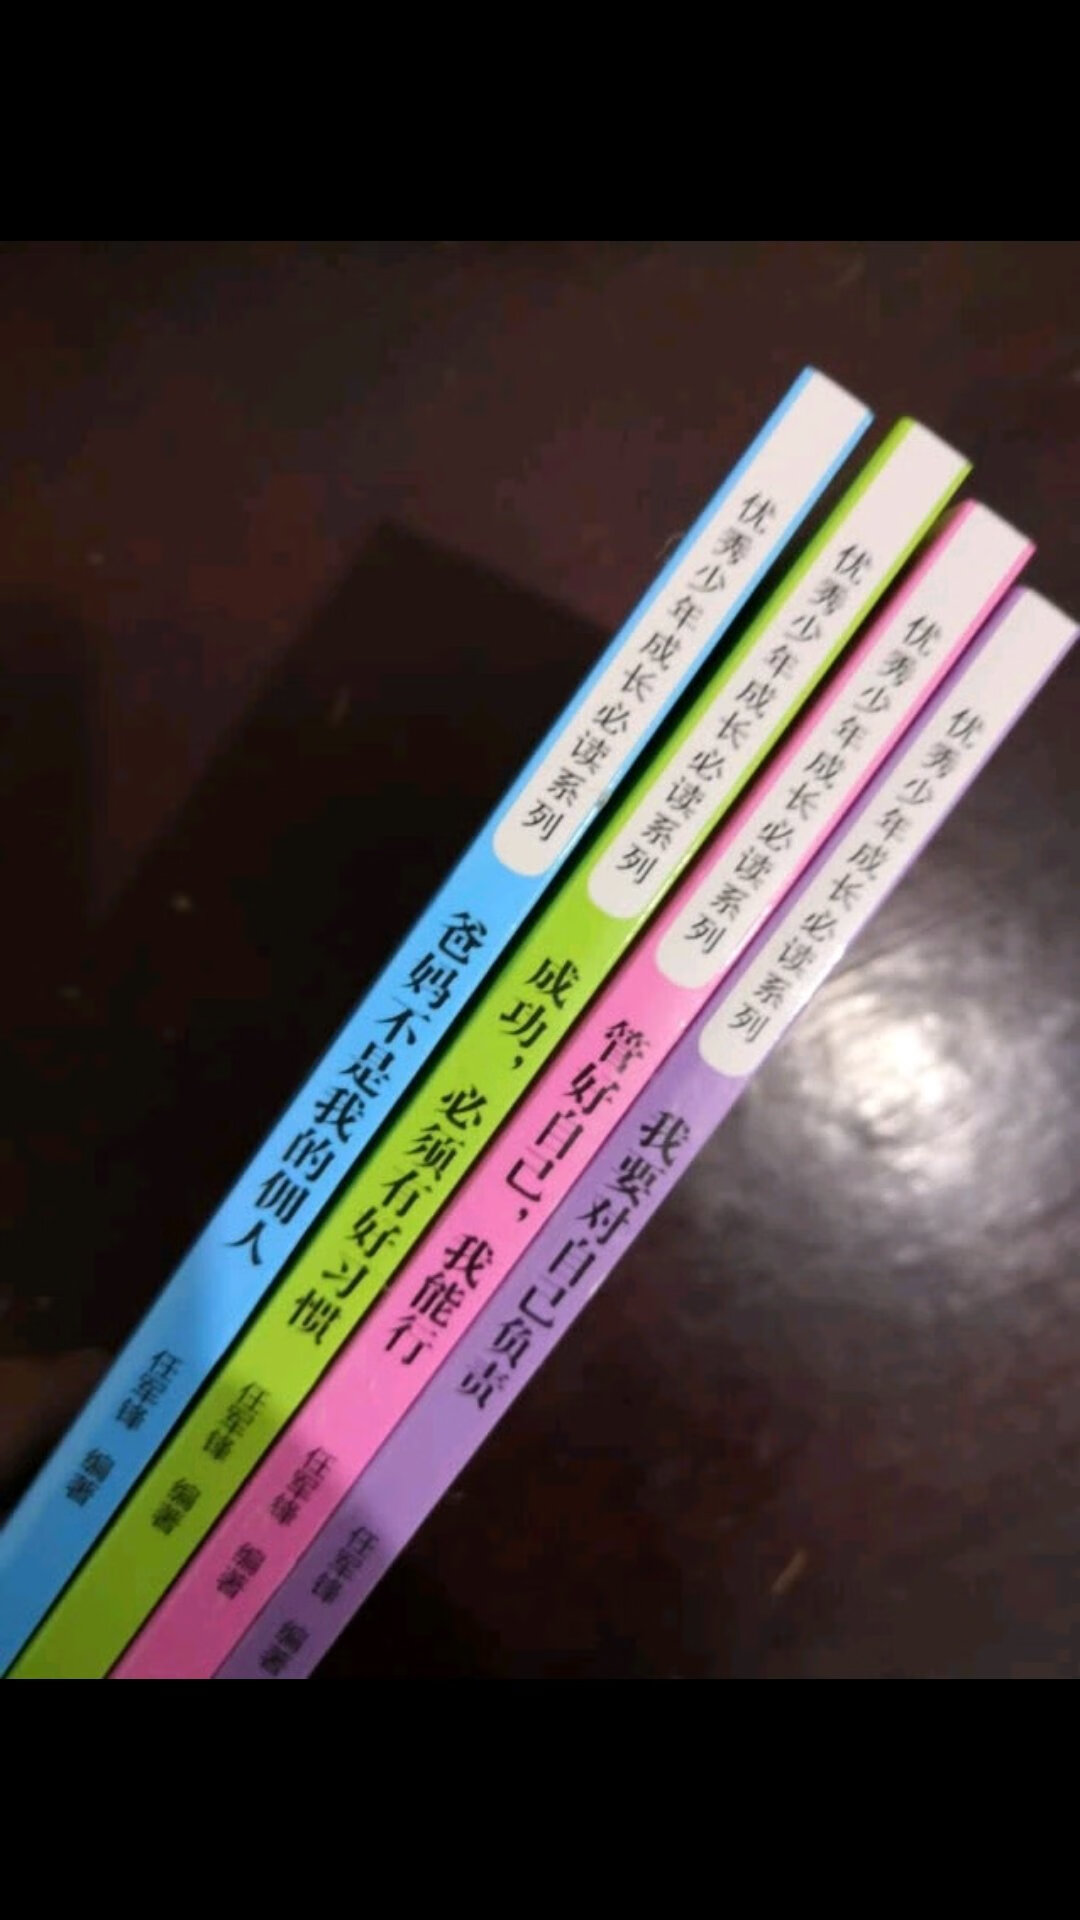 优秀少年成长必读系列
爸妈不是我的佣人
任军锋 编著
优秀少年成长必读系列
成功，必须有好习惯
任军锋 编著
优秀少年成长必读系列
管好自己，我能行
任军锋 编著
优秀少年成长必读系列
我要对自己负责
任军锋 编著